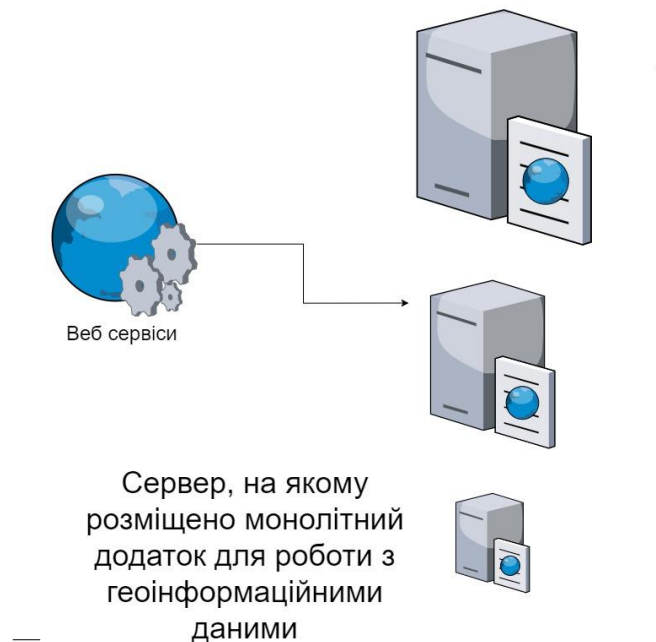 Веб сервіси
Сервер, на якому
розміщено монолітний
додаток для роботи з
геоінформаційними
даними